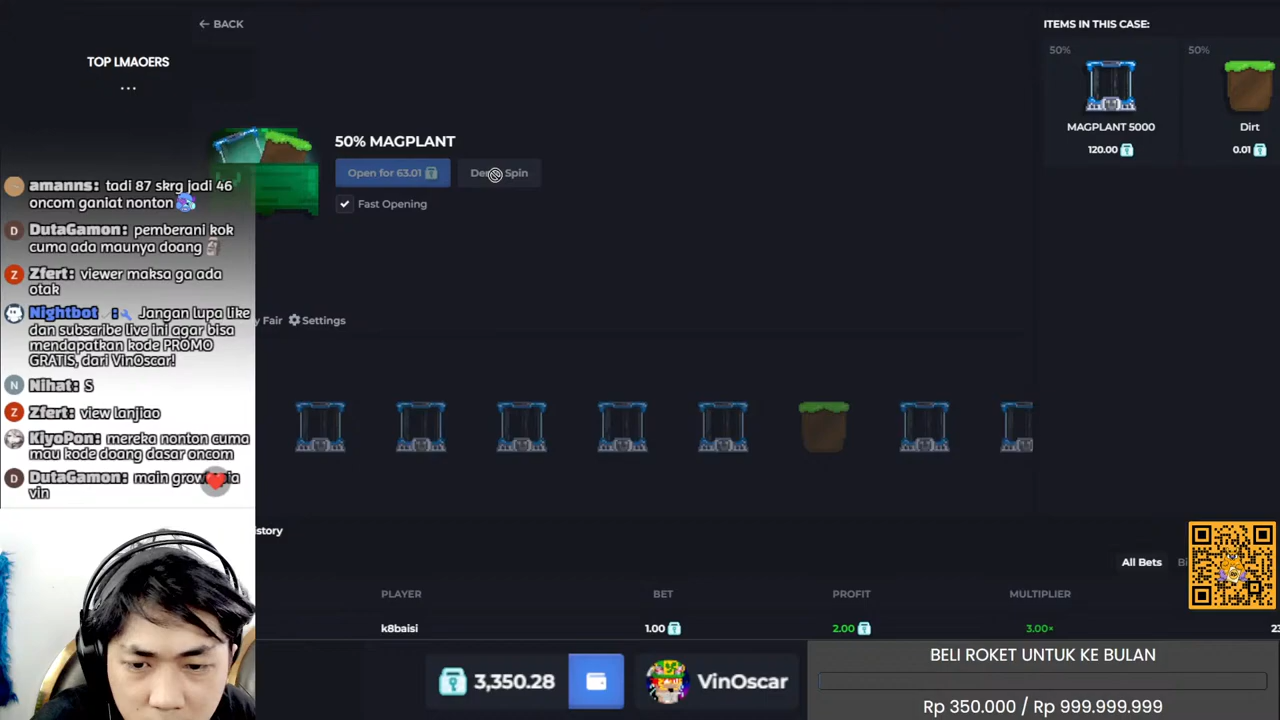 ← BACK
ITEMS IN THIS CASE:
TOP LMAOERS
...
50%
50%
MAGPLANT 5000
Dirt
120.00
0.01
50% MAGPLANT
Open for 63.01
Spin
Fast Opening
amanns: tadi 87 skrg jadi 46
oncom ganiat nonton
DutaGamon: pemberani kok
cuma ada maunya doang
Zfert: viewer maksa ga ada
otak
Nightbot : Jangan lupa like
dan subscribe live ini agar bisa
mendapatkan kode PROMO
GRATIS, dari VinOscar!
Nihat: S
Zfert: view lanjiao
KiyoPon: mereka nonton cuma
mau kode doang dasar oncom
DutaGamon: main
vin
y Fair
Settings
istory
All Bets
PLAYER
BET
PROFIT
MULTIPLIER
k8baisi
1.00
2.00
3.00×
3,350.28
VinOscar
BELI ROKET UNTUK KE BULAN
Rp 350.000 / Rp 999.999.999